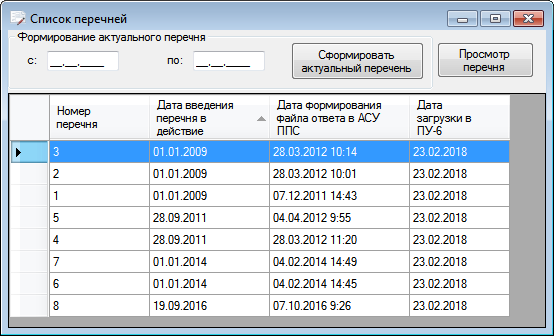 Список перечней
Формирование актуального перечня
с: __.__.____ по: __.__.____
Сформировать
актуальный перечень
Просмотр
перечня
Номер
перечня
Дата введения
перечня в
действие
Дата формирования
файла ответа в АСУ
ППС
Дата
загрузки в
ПУ-6
3 01.01.2009 28.03.2012 10:14 23.02.2018
2 01.01.2009 28.03.2012 10:01 23.02.2018
1 01.01.2009 07.12.2011 14:43 23.02.2018
5 28.09.2011 04.04.2012 9:55 23.02.2018
4 28.09.2011 28.03.2012 11:20 23.02.2018
7 01.01.2014 04.02.2014 14:49 23.02.2018
6 01.01.2014 04.02.2014 14:45 23.02.2018
8 19.09.2016 07.10.2016 9:26 23.02.2018